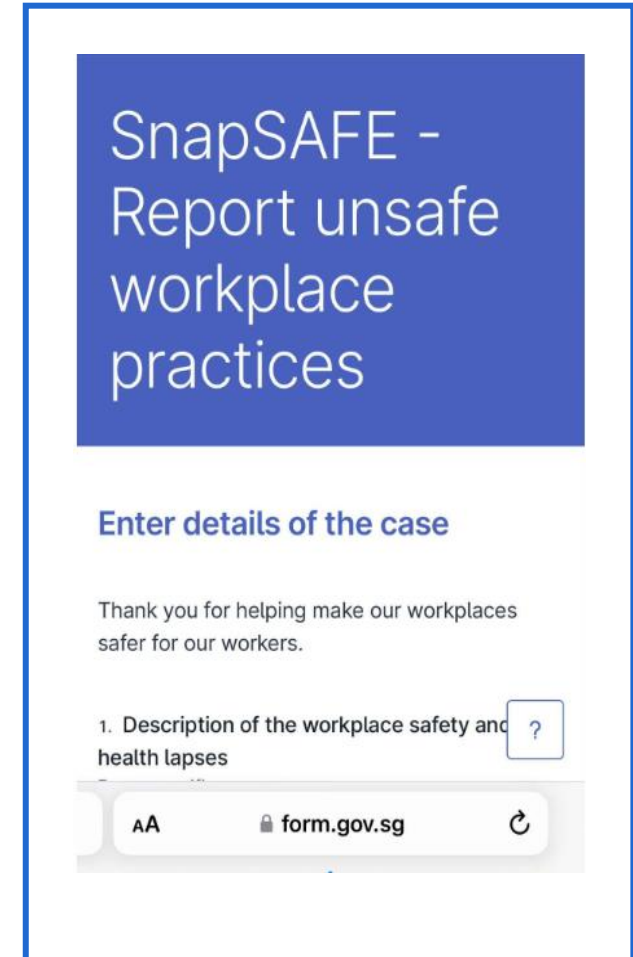 SnapSAFE -
Report unsafe
workplace
practices
Enter details of the case
Thank you for helping make our workplaces
safer for our workers.
1. Description of the workplace safety and
?
health lapses
AA
form.gov.sg